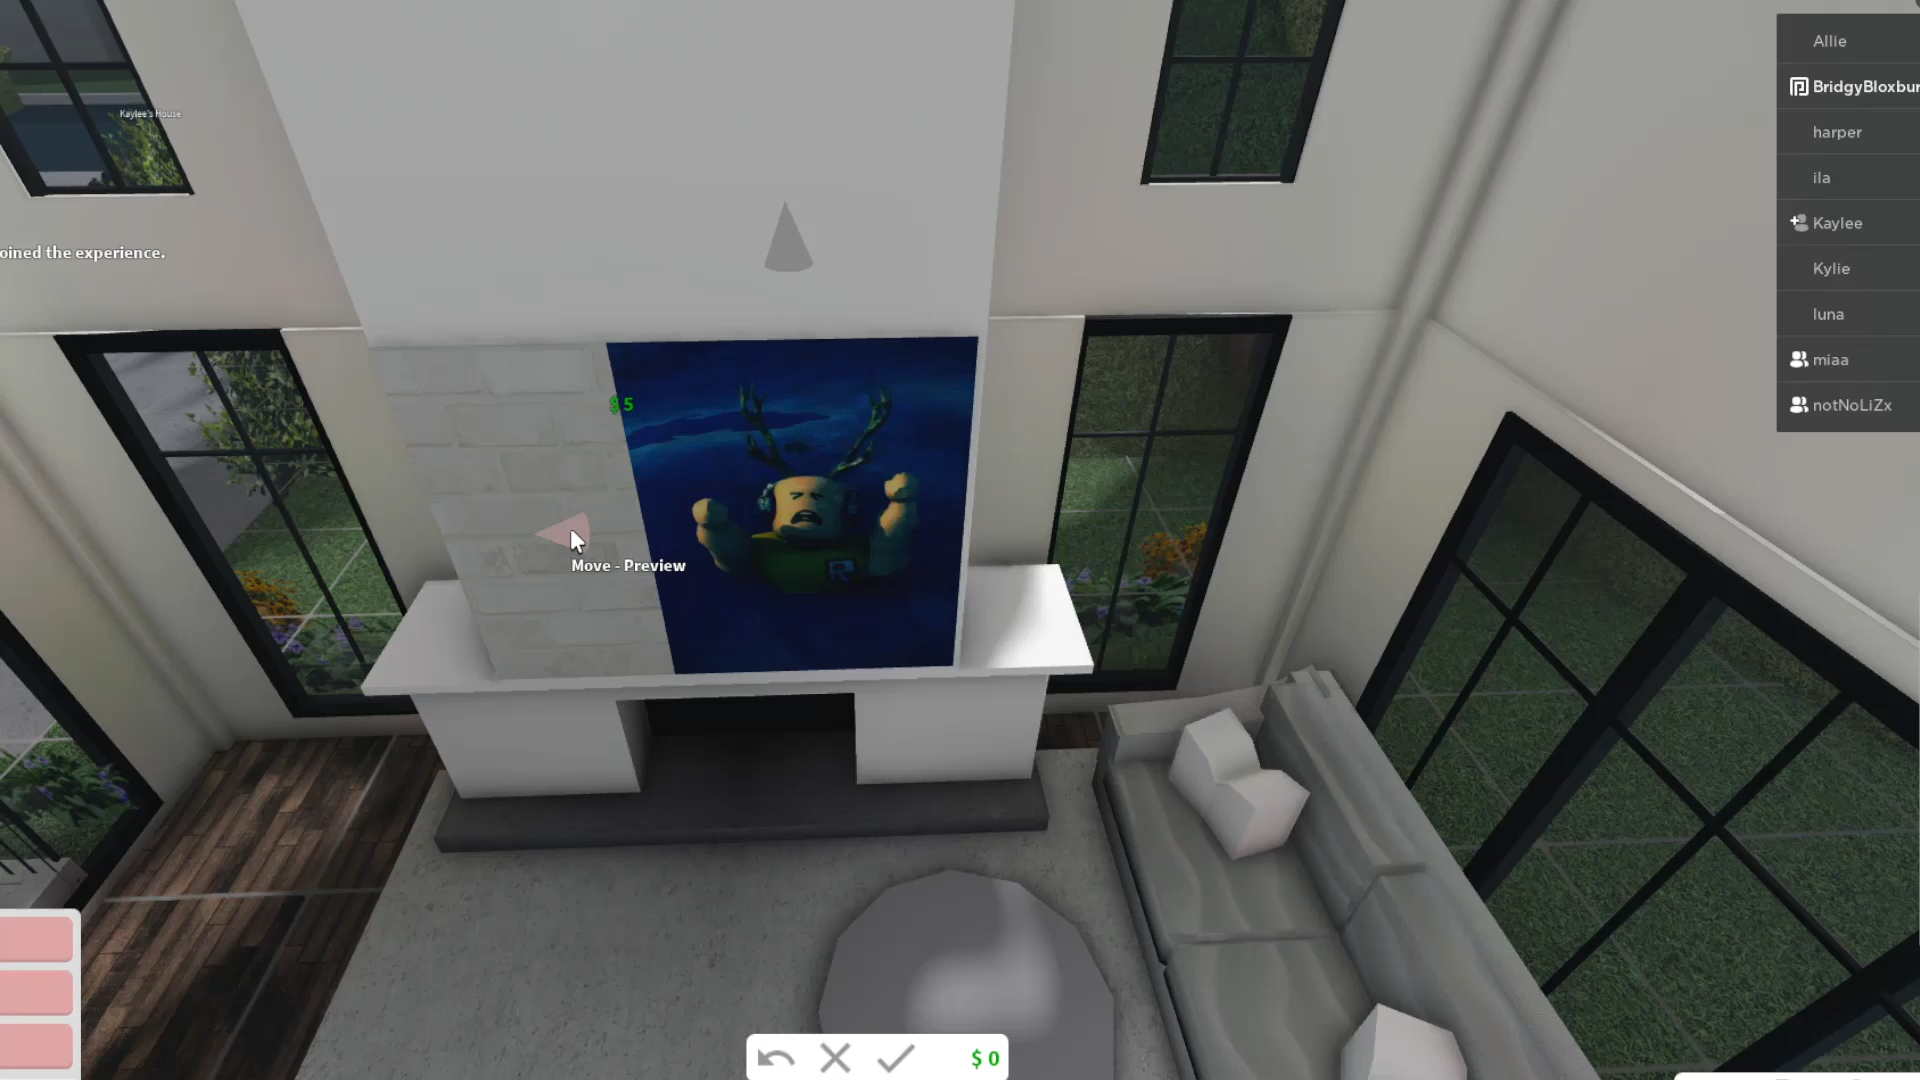 Kaylee's House
oined the experience.
$5
Move - Preview
Allie
BridgyBloxbur
harper
ila
Kaylee
Kylie
luna
miaa
notNoLiZx
R
$0